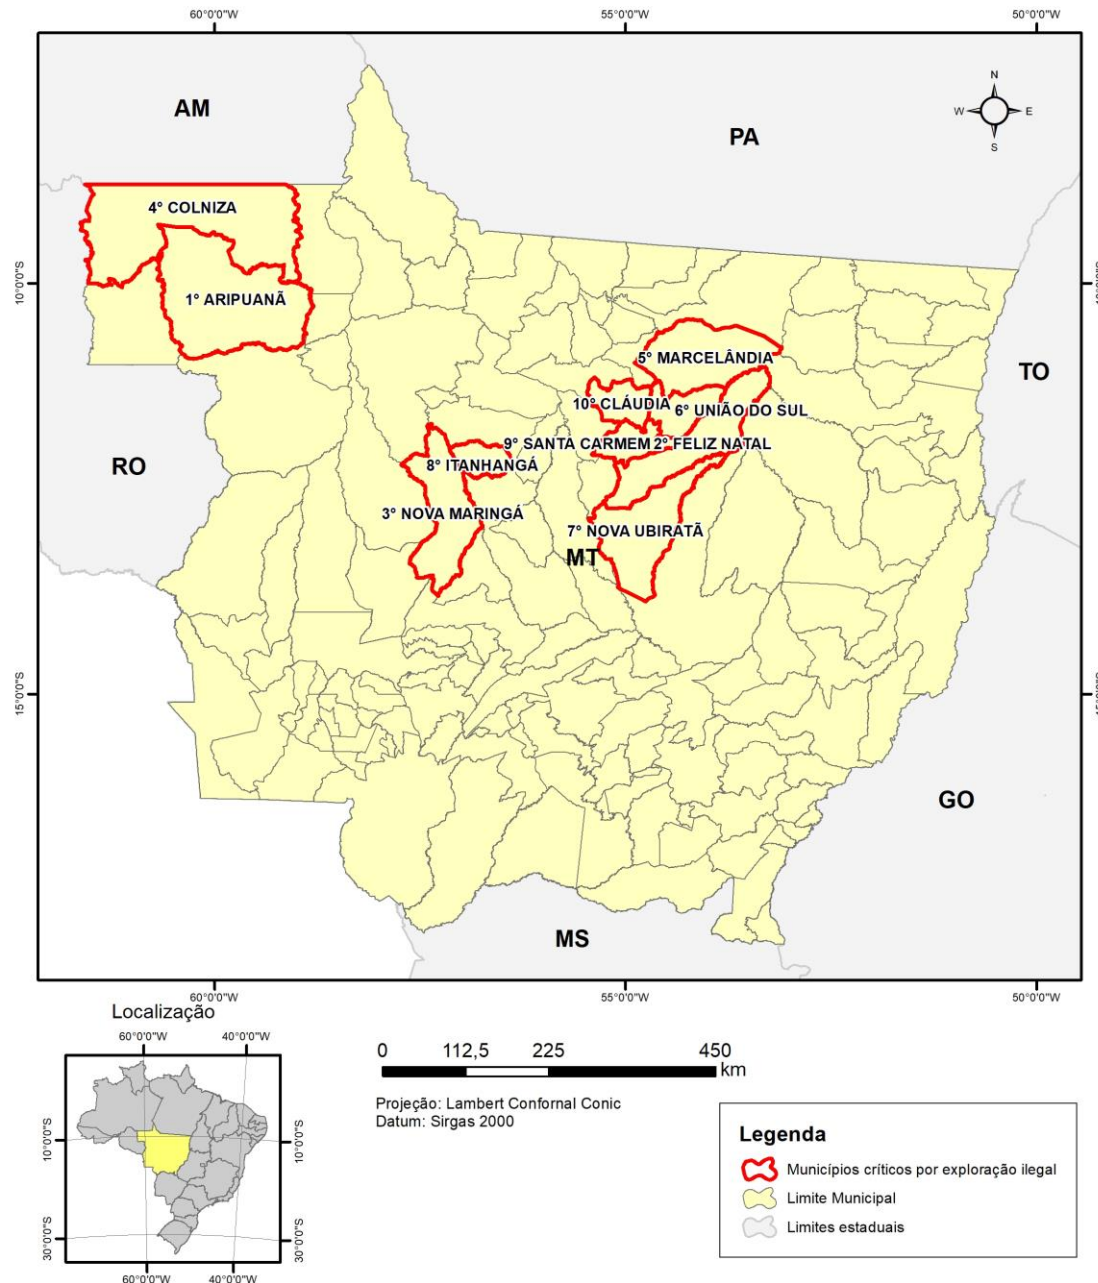 60°0'0"W
55°0'0"W
50°0'0"W
AM
PA
4° COLNIZA
N
W
E
S
10°0'0"S
1° ARIPUANÃ
5° MARCELÂNDIA
TO
10° CLÁUDIA
6° UNIÃO DO SUL
9° SANTA CARMEM
2° FELIZ NATAL
RO
8° ITANHANGÁ
3° NOVA MARINGÁ
7° NOVA UBIRATÃ
MT
15°0'0"S
GO
MS
60°0'0"W
55°0'0"W
50°0'0"W
Localização
60°0'0"W
40°0'0"W
10°0'0"S
10°0'0"S
30°0'0"S
30°0'0"S
60°0'0"W
40°0'0"W
0
112,5
225
450
km
Projeção: Lambert Confornal Conic
Datum: Sirgas 2000
Legenda
Municípios críticos por exploração ilegal
Limite Municipal
Limites estaduais